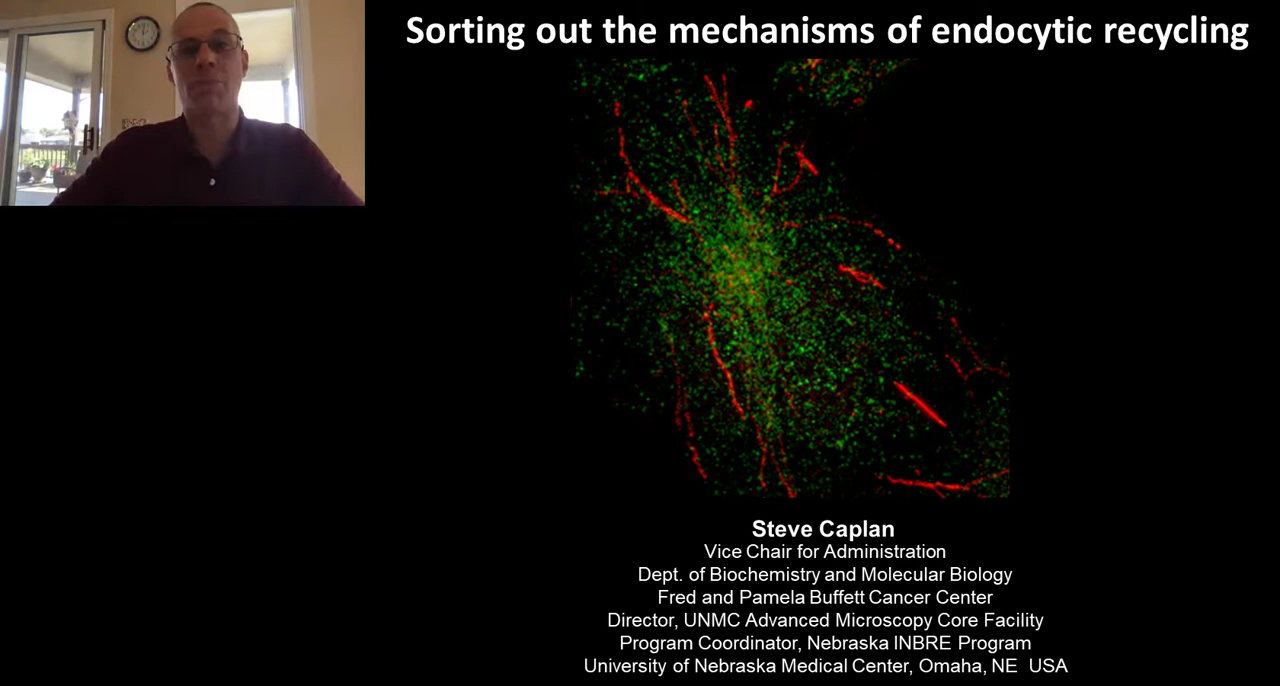 Sorting out the mechanisms of endocytic recycling
Steve Caplan
Vice Chair for Administration
Dept. of Biochemistry and Molecular Biology
Fred and Pamela Buffett Cancer Center
Director, UNMC Advanced Microscopy Core Facility
Program Coordinator, Nebraska INBRE Program
University of Nebraska Medical Center, Omaha, NE USA